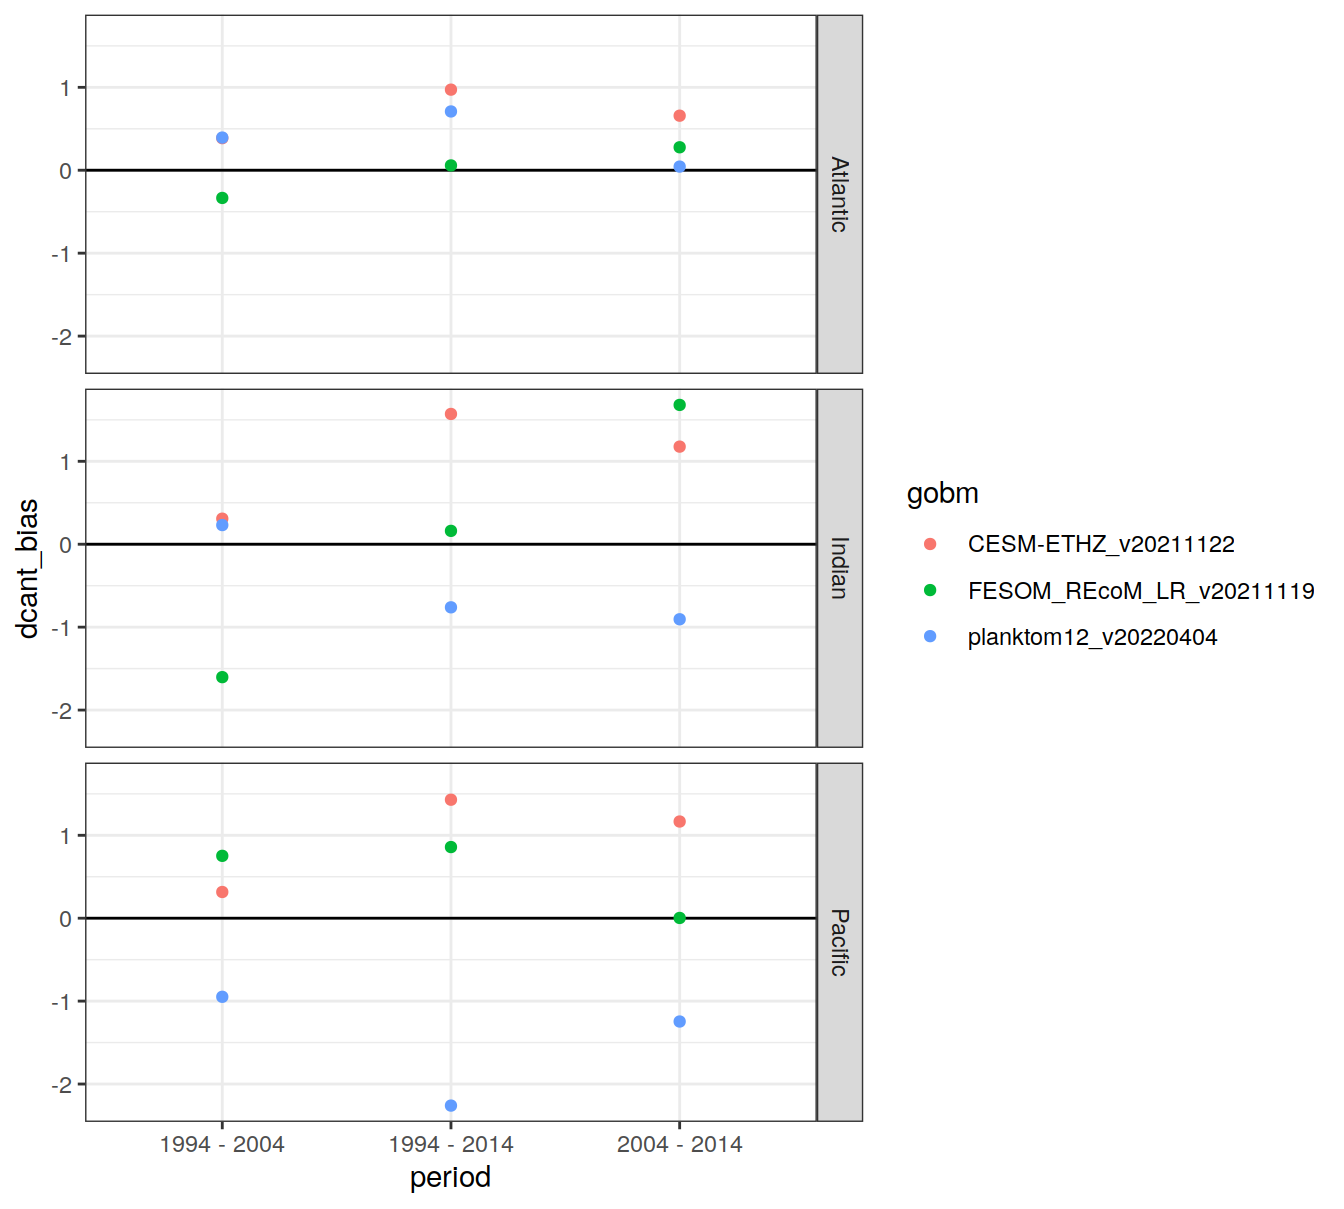 1
0
-1
-2
Atlantic
1
0
-1
-2
Indian
1
0
-1
-2
Pacific
dcant_bias
1994 - 2004
1994 - 2014
2004 - 2014
period
gobm
CESM-ETHZ_v20211122
FESOM_REcoM_LR_v20211119
planktom12_v20220404